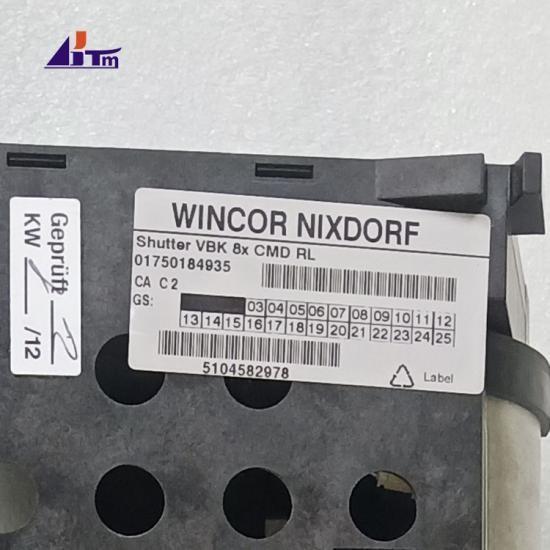 AJTm
WINCOR NIXDORF
Shutter VBK 8x CMD RL
01750184935
CA C2
GS:
03 04 05 06 07 08 09 10 11 12
13 14 15 16 17 18 19 20 21 22 23 24 25
5104582978
Label
Geprüft
KW
/12